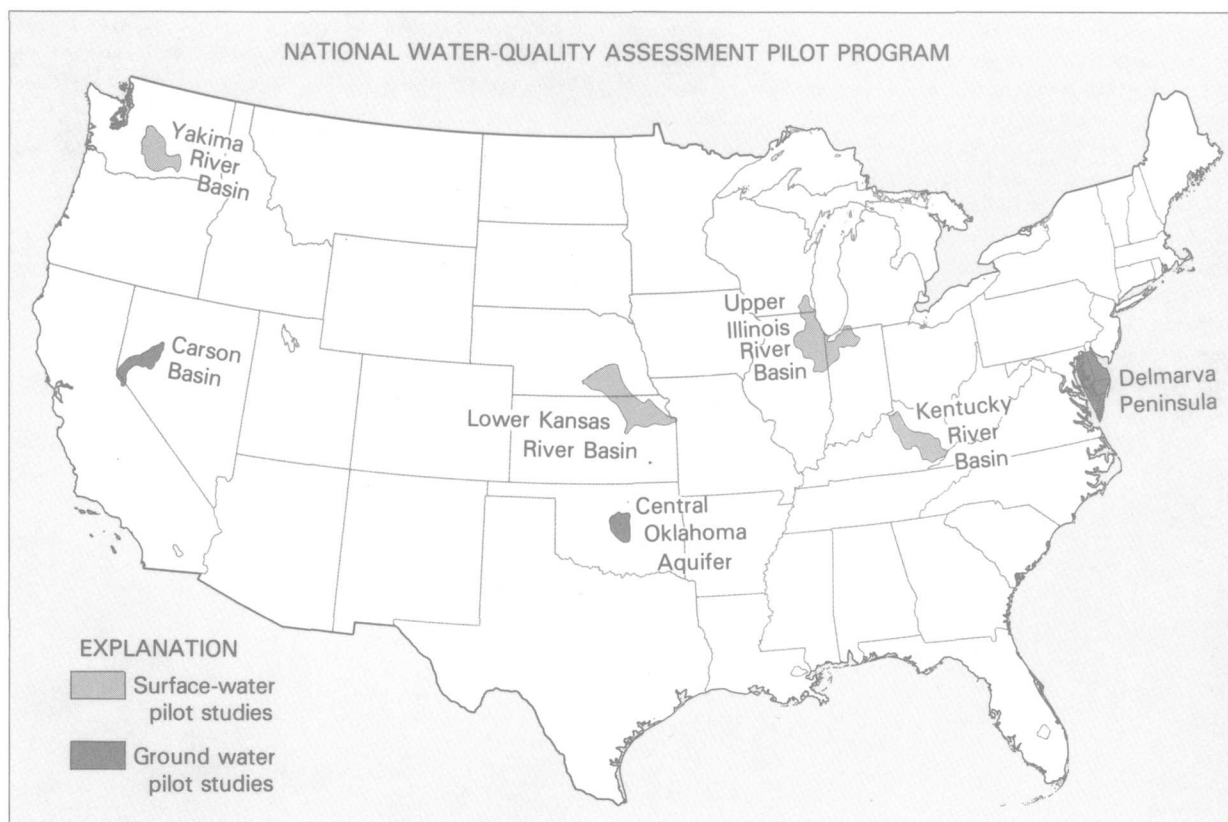 NATIONAL WATER-QUALITY ASSESSMENT PILOT PROGRAM
Yakima
River
Basin
Carson
Basin
Lower Kansas
River Basin
Upper
Illinois
River
Basin
Kentucky
River
Basin
Delmarva
Peninsula
Central
Oklahoma
Aquifer
EXPLANATION
Surface-water
pilot studies
Ground water
pilot studies